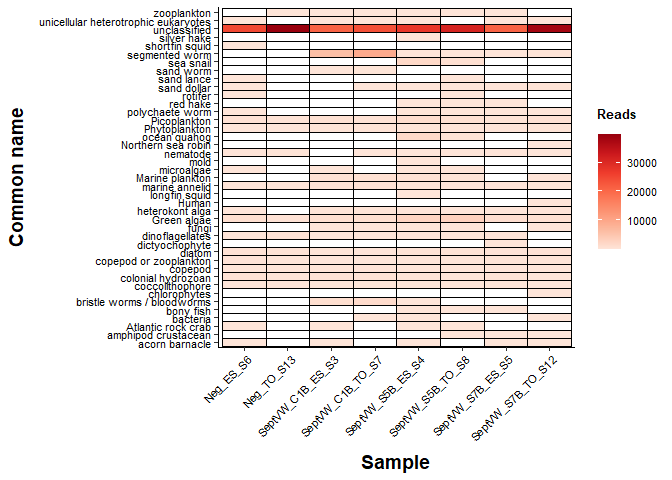 zooplankton
unicellular heterotrophic eukaryotes
unclassified
silver hake
shortfin squid
segmented worm
sea snail
sand worm
sand lance
sand dollar
rotifer
red hake
polychaete worm
Picoplankton
Phytoplankton
ocean quahog
Northern sea robin
nematode
mold
microalgae
Marine plankton
marine annelid
longfin squid
Human
heterokont alga
Green algae
fungi
dinoflagellates
dictyochophyte
diatom
copepod or zooplankton
copepod
colonial hydrozoan
coccolithophore
chlorophytes
bristle worms / bloodworms
bony fish
bacteria
Atlantic rock crab
amphipod crustacean
acorn barnacle
Common name
Neg_ES_S6
Neg_TO_S13
SeptVW_C1B_ES_S3
SeptVW_C1B_TO_S7
SeptVW_S5B_ES_S4
SeptVW_S5B_TO_S8
SeptVW_S7B_ES_S5
SeptVW_S7B_TO_S12
Sample
Reads
30000
20000
10000